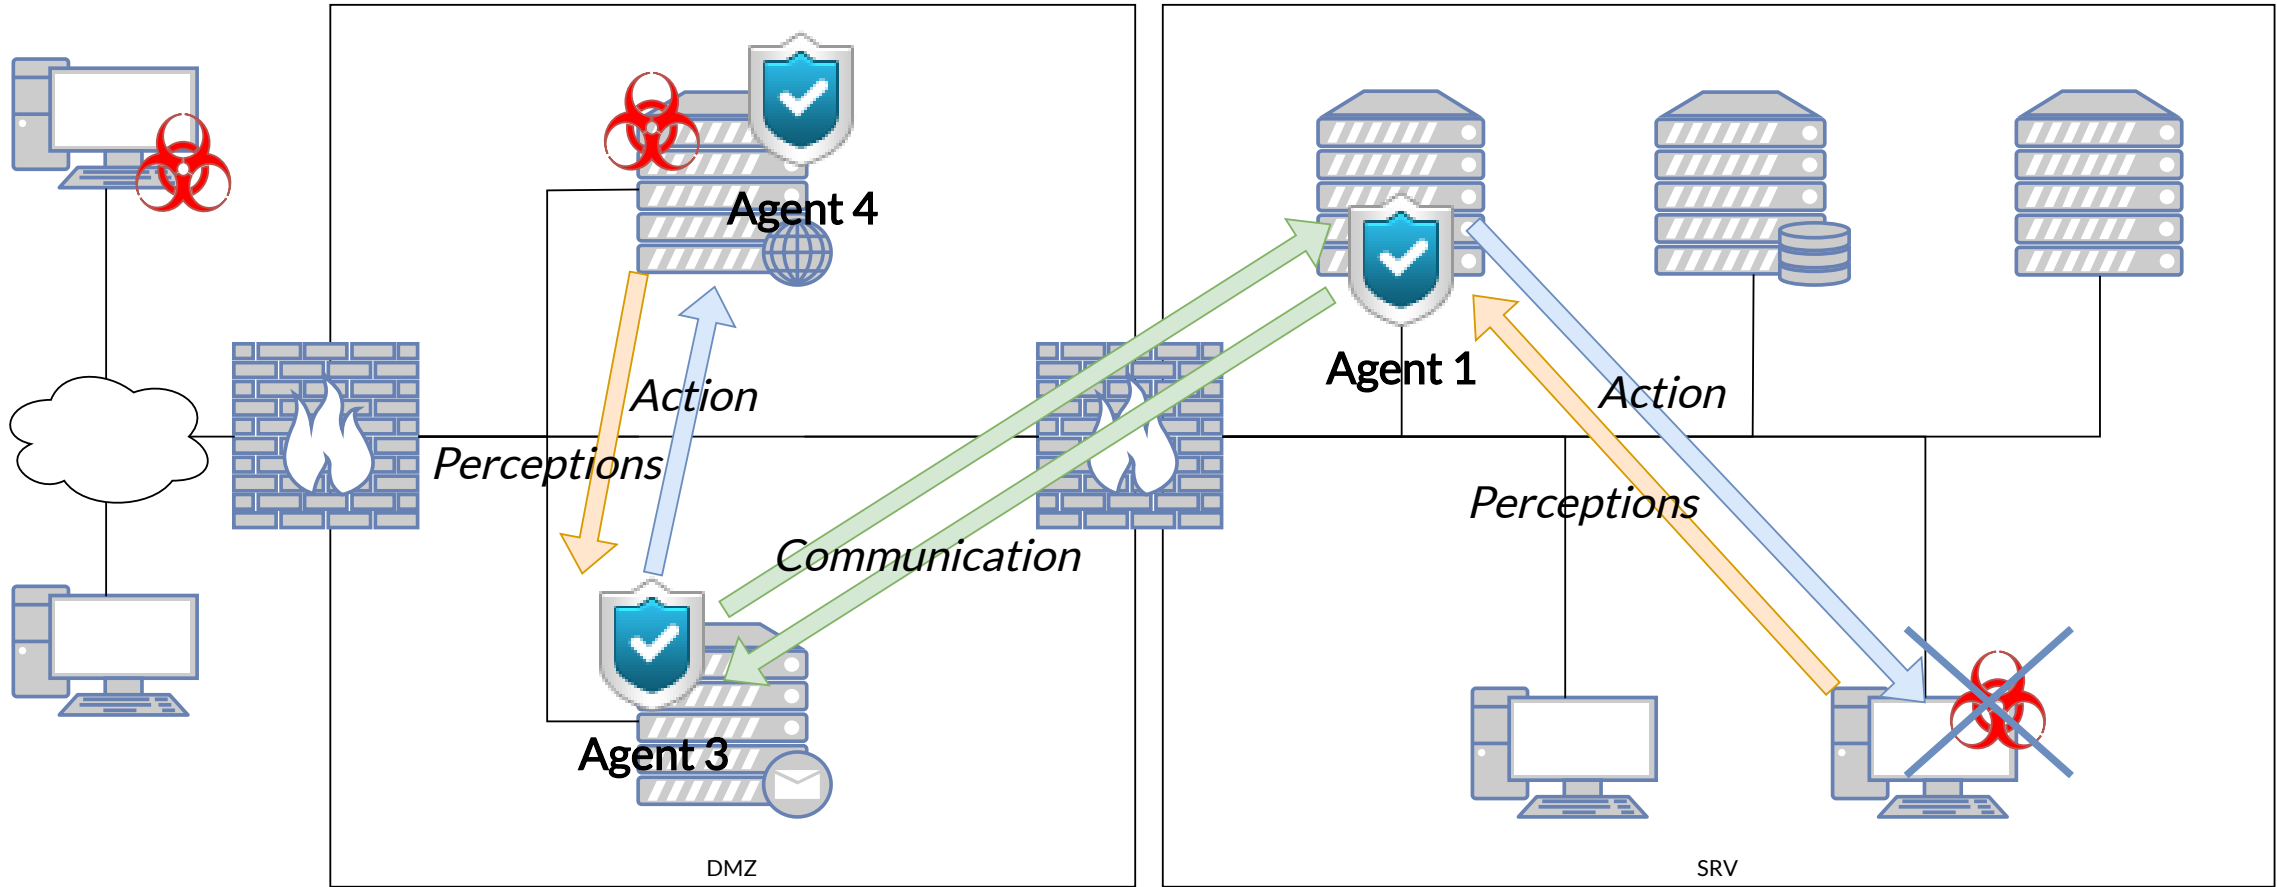 Agent 4
Agent 1
Action
Action
Perceptions
Perceptions
Communication
Agent 3
DMZ
SRV